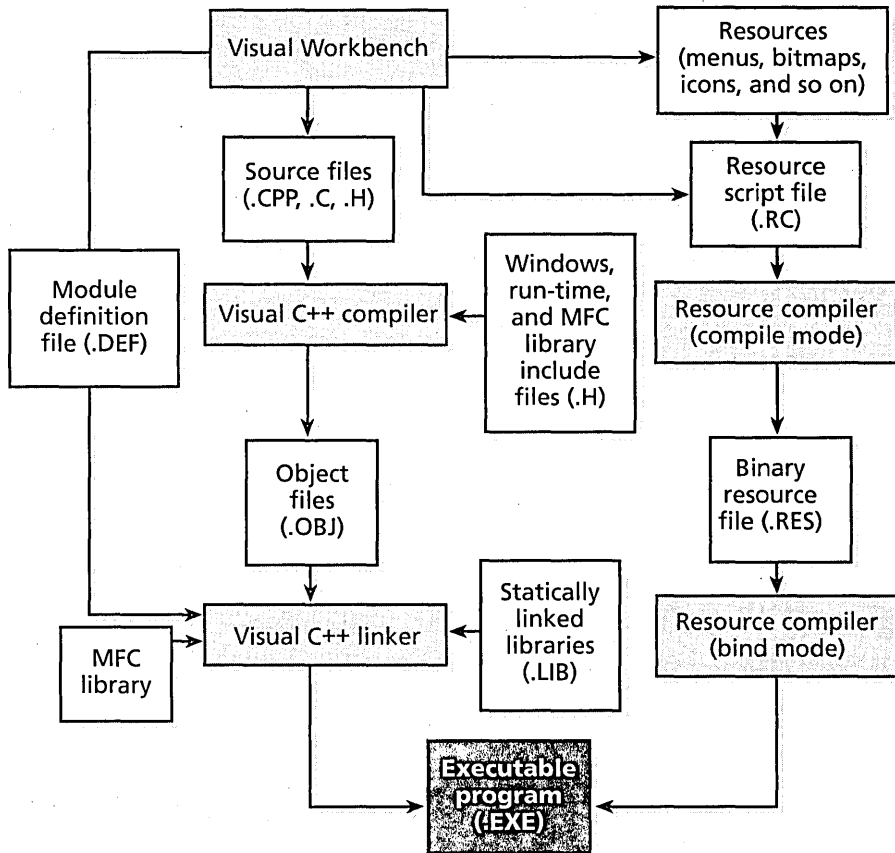 Visual Workbench
Resources
(menus, bitmaps,
icons, and so on)
Source files
(.CPP, .C, .H)
Resource
script file
(.RC)
Module
definition
file (.DEF)
Visual C++ compiler
Windows,
run-time,
and MFC
library
include
files (.H)
Resource compiler
(compile mode)
Object
files
(.OBJ)
Binary
resource
file (.RES)
MFC
library
Visual C++ linker
Statically
linked
libraries
(.LIB)
Resource compiler
(bind mode)
Executable
program
(.EXE)